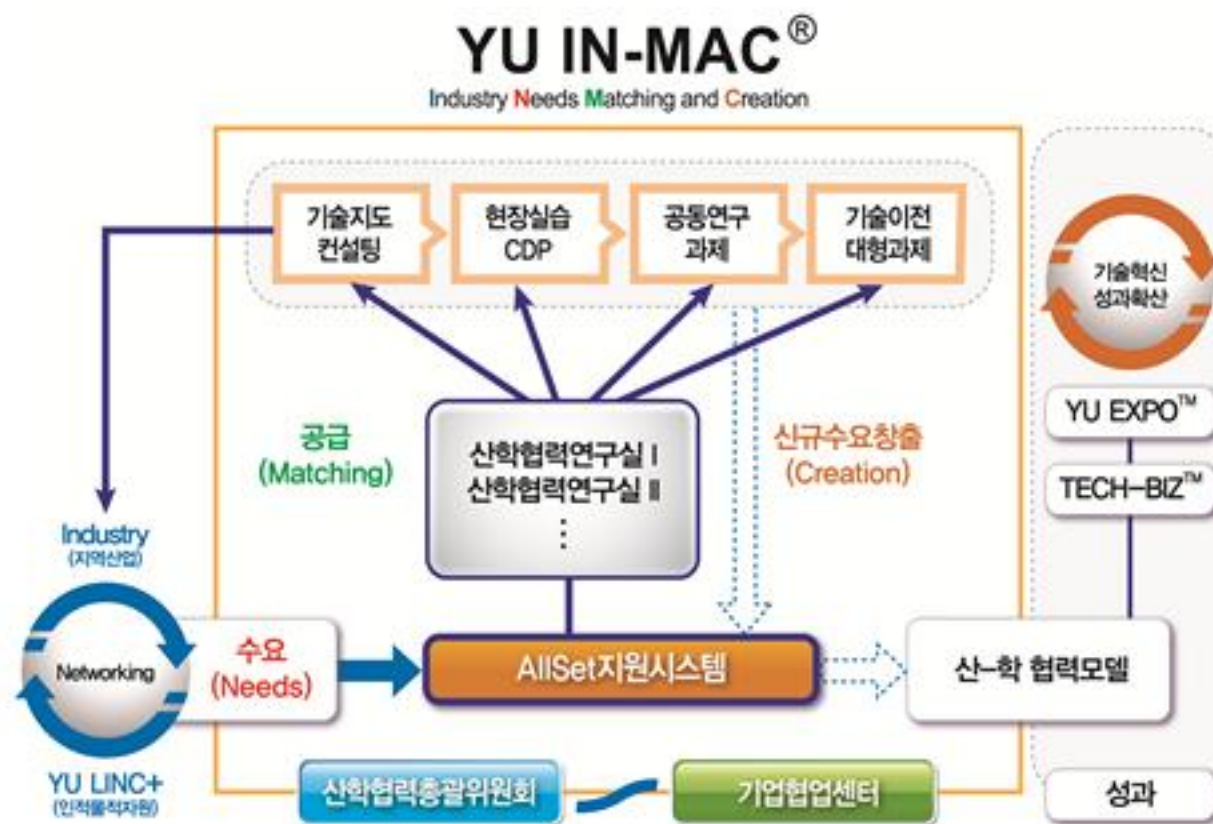 YU IN-MAC®
Industry Needs Matching and Creation
기술지도
컨설팅
현장실습
CDP
공동연구
과제
기술이전
대형과제
기술혁신
성과확산
YU EXPO™
TECH-BIZ™
공급
(Matching)
산학협력연구실 Ⅰ
산학협력연구실 Ⅱ
⋮
신규수요창출
(Creation)
Industry
(지역산업)
Networking
수요
(Needs)
AllSet지원시스템
산-학 협력모델
YU LINC+
(인적물적자원)
산학협력총괄위원회
기업협업센터
성과